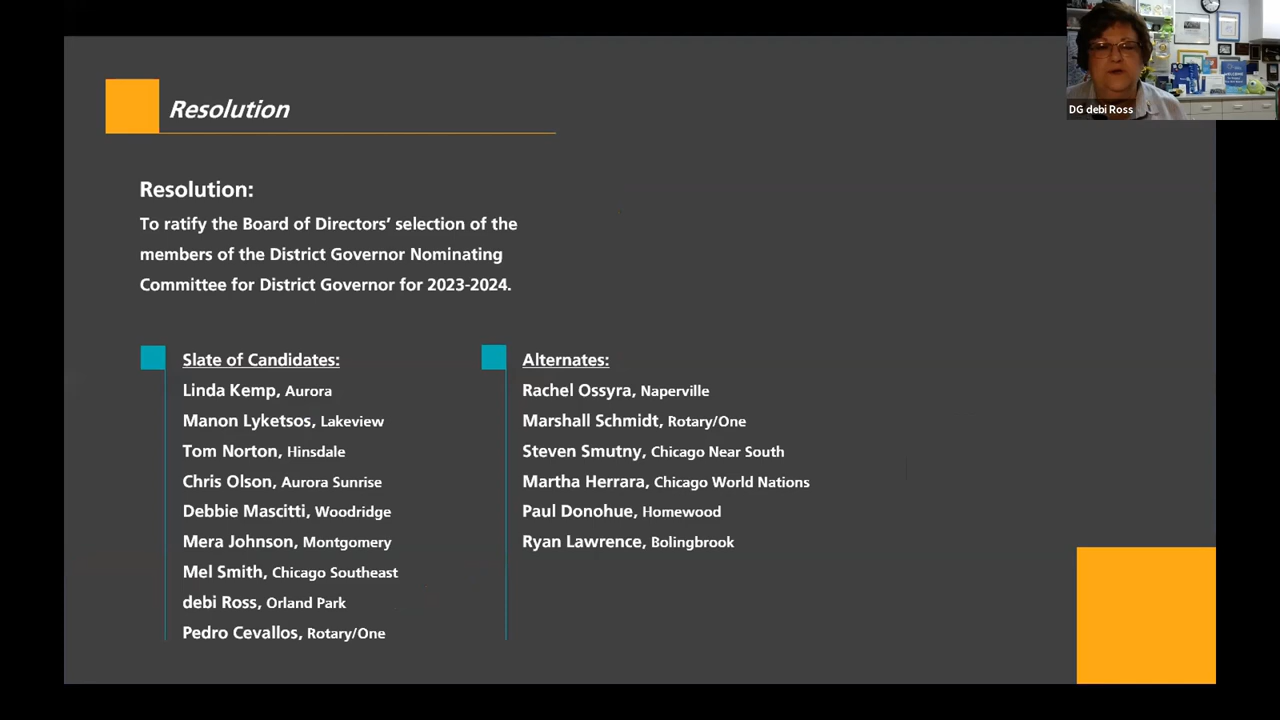 DG debi Ross
Resolution
Resolution:
To ratify the Board of Directors’ selection of the
members of the District Governor Nominating
Committee for District Governor for 2023-2024.
Slate of Candidates:
Linda Kemp, Aurora
Manon Lyketsos, Lakeview
Tom Norton, Hinsdale
Chris Olson, Aurora Sunrise
Debbie Mascitti, Woodridge
Mera Johnson, Montgomery
Mel Smith, Chicago Southeast
debi Ross, Orland Park
Pedro Cevallos, Rotary/One
Alternates:
Rachel Ossyra, Naperville
Marshall Schmidt, Rotary/One
Steven Smutny, Chicago Near South
Martha Herrara, Chicago World Nations
Paul Donohue, Homewood
Ryan Lawrence, Bolingbrook